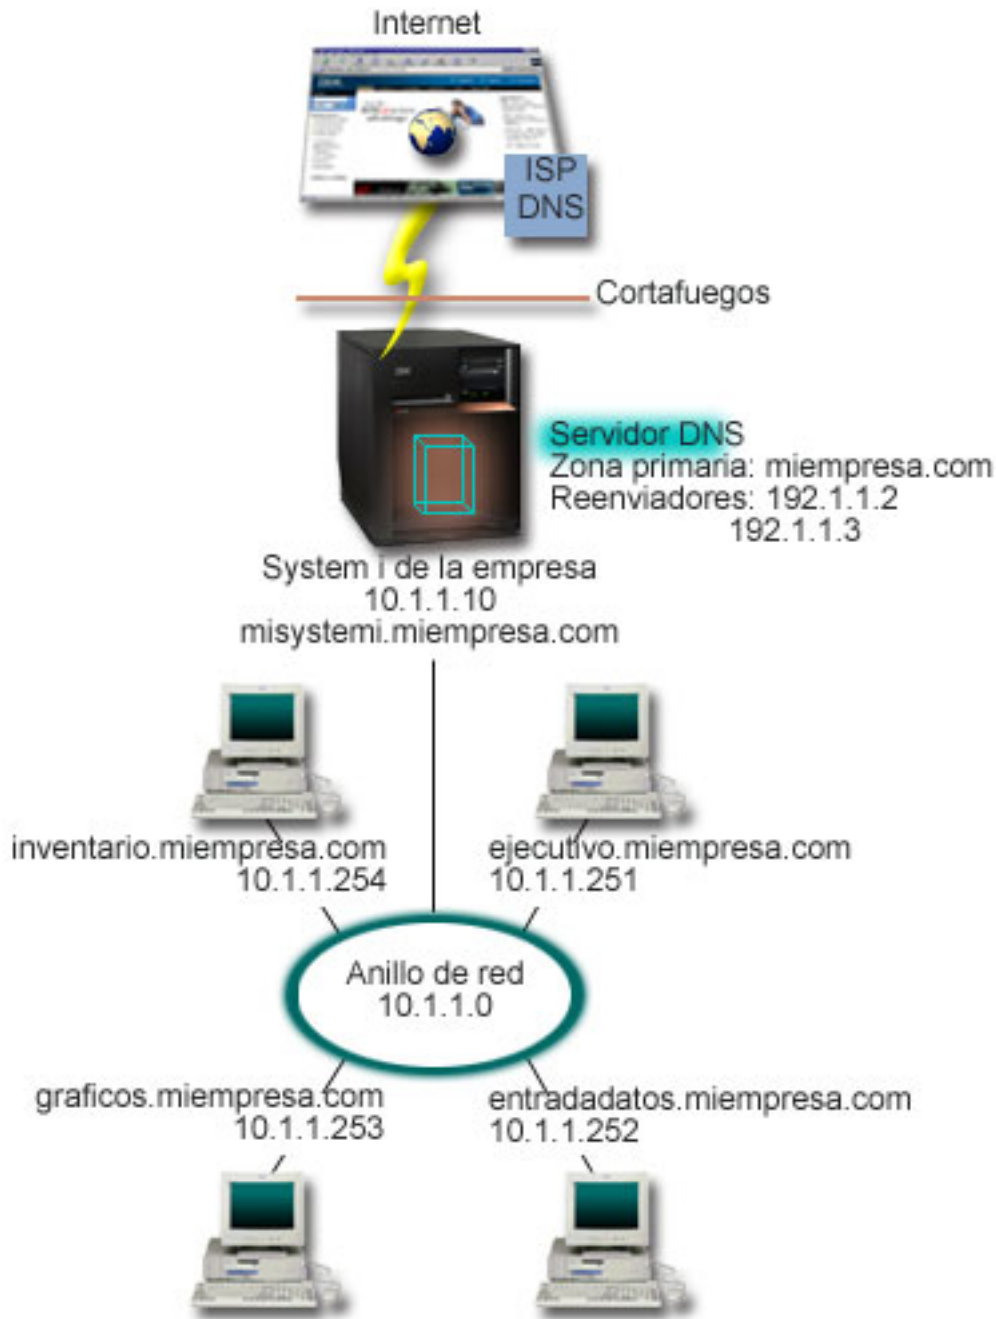 Internet
ISP
DNS
Cortafuegos
Servidor DNS
Zona primaria: miempresa.com
Reenviadores: 192.1.1.2
192.1.1.3
System i de la empresa
10.1.1.10
misystemi.miempresa.com
inventario.miempresa.com
10.1.1.254
ejecutivo.miempresa.com
10.1.1.251
Anillo de red
10.1.1.0
graficos.miempresa.com
10.1.1.253
entradadatos.miempresa.com
10.1.1.252